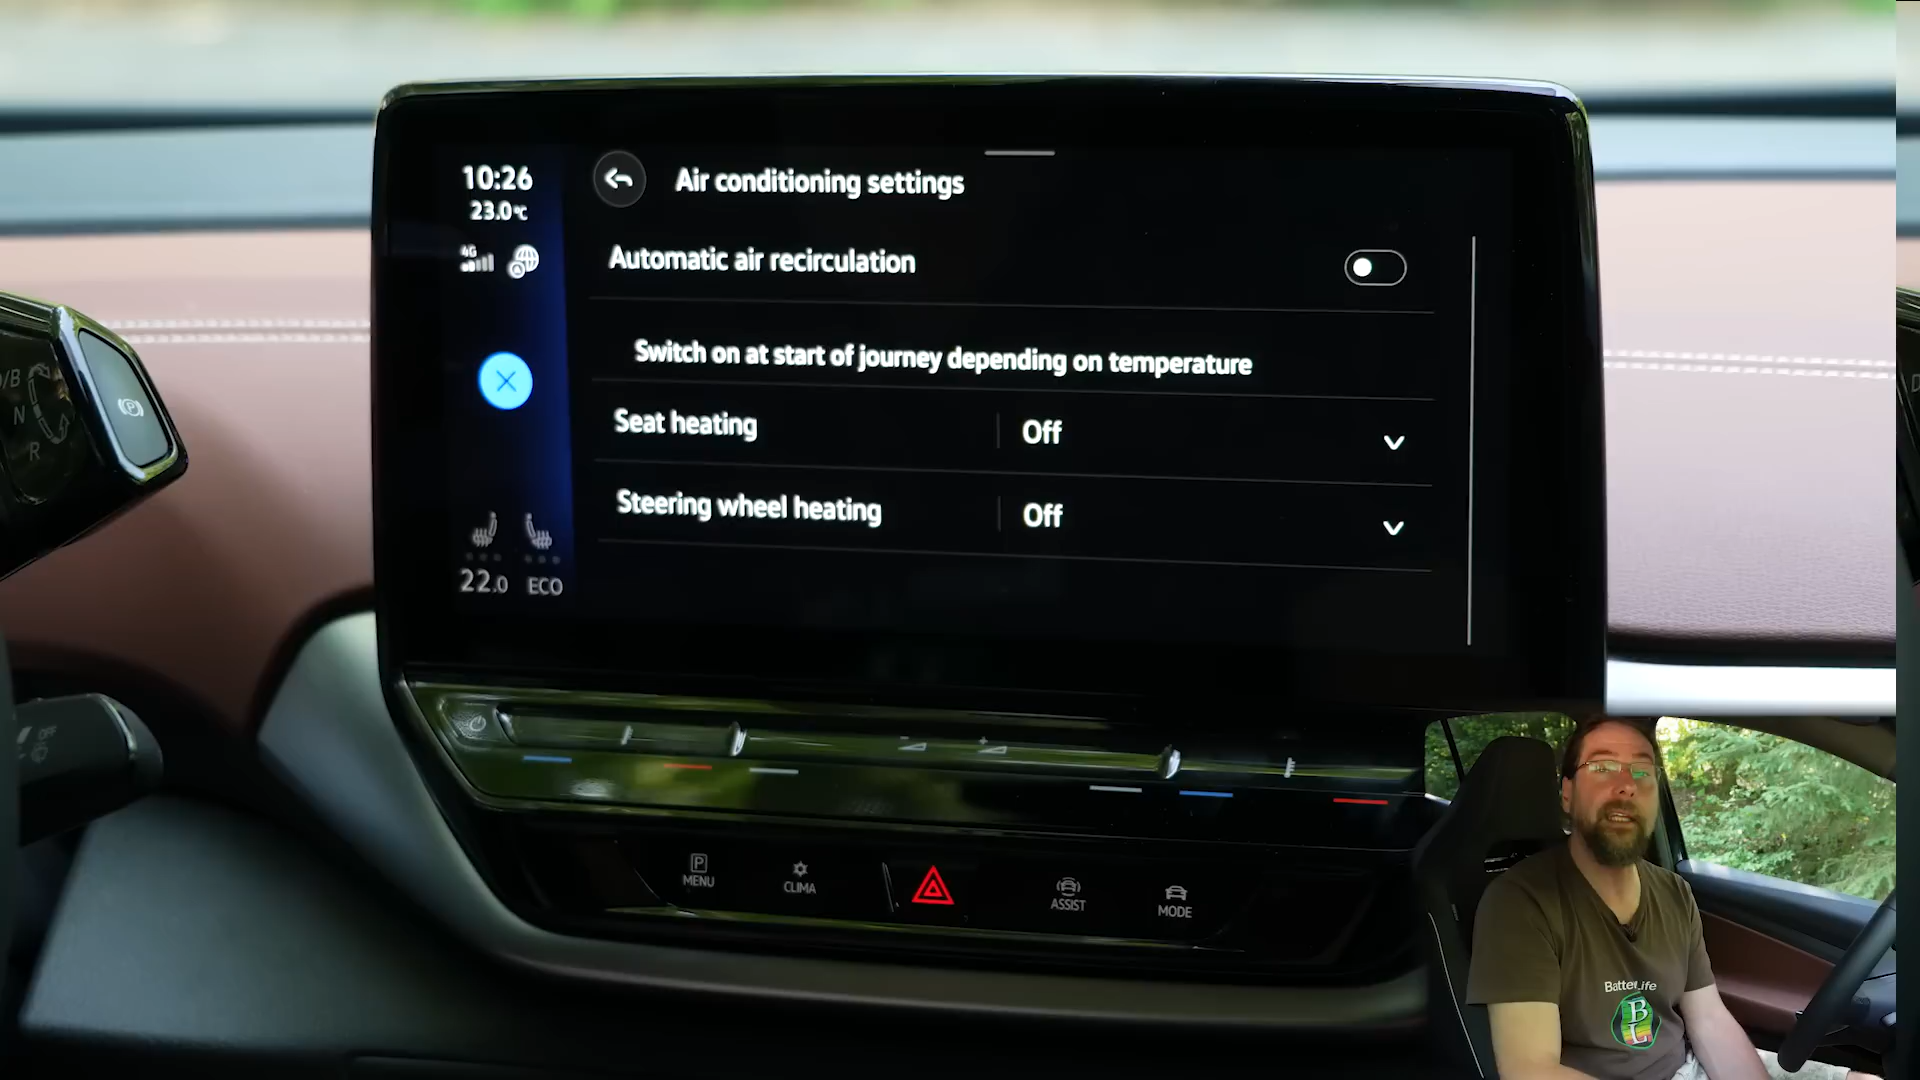 10:26
23.0°C
4G
Air conditioning settings
Automatic air recirculation
Switch on at start of journey depending on temperature
Seat heating
Off
Steering wheel heating
Off
22.0
ECO
D/B
N
R
P
OFF
P
MENU
CLIMA
ASSIST
MODE
BatterLife
BL